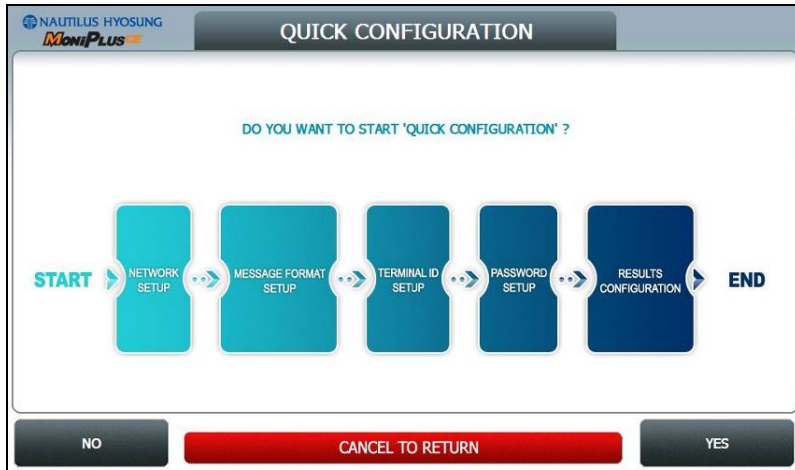 NAUTILUS HYOSUNG
MoniPlus CE
QUICK CONFIGURATION
DO YOU WANT TO START 'QUICK CONFIGURATION' ?
START
NETWORK
SETUP
MESSAGE FORMAT
SETUP
TERMINAL ID
SETUP
PASSWORD
SETUP
RESULTS
CONFIGURATION
END
NO
CANCEL TO RETURN
YES